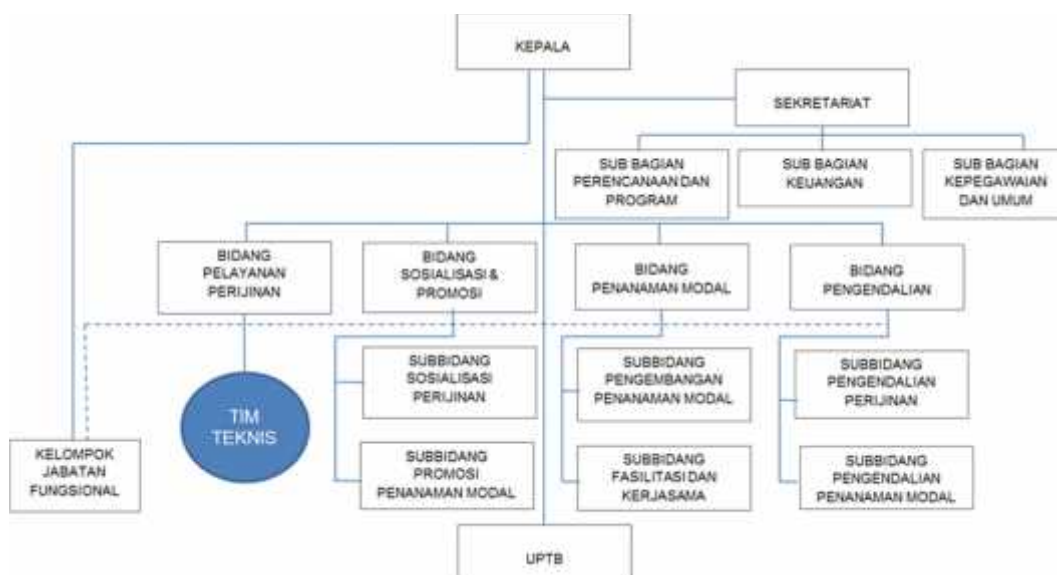 KEPALA
SEKRETARIAT
SUB BAGIAN
PERENCANAAN DAN
PROGRAM
SUB BAGIAN
KEUANGAN
SUB BAGIAN
KEPEGAWAIAN
DAN UMUM
BIDANG
PELAYANAN
PERIJINAN
BIDANG
SOSIALISASI &
PROMOSI
BIDANG
PENANAMAN MODAL
BIDANG
PENGENDALIAN
TIM
TEKNIS
SUBBIDANG
SOSIALISASI
PERIJINAN
SUBBIDANG
PENGEMBANGAN
PENANAMAN MODAL
SUBBIDANG
PENGENDALIAN
PERIJINAN
KELOMPOK
JABATAN
FUNGSIONAL
SUBBIDANG
PROMOSI
PENANAMAN MODAL
SUBBIDANG
FASILITASI DAN
KERJASAMA
SUBBIDANG
PENGENDALIAN
PENANAMAN MODAL
UPTB